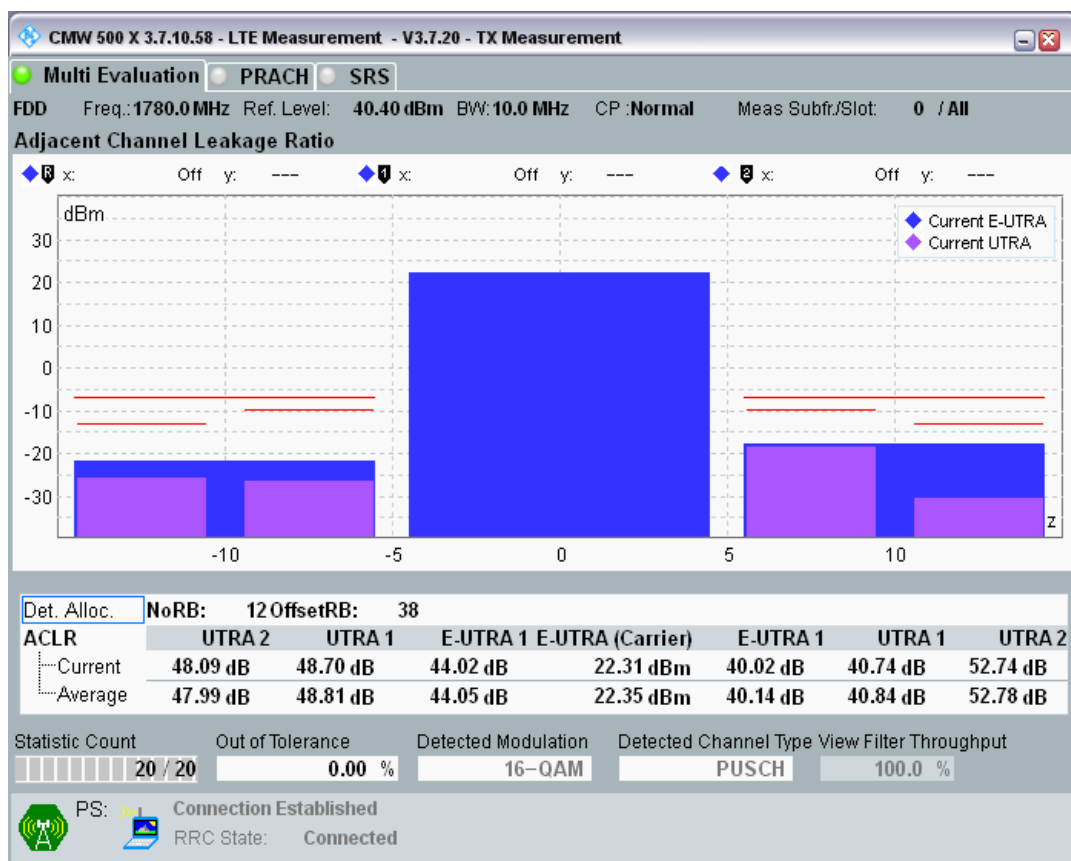 CMW 500 X 3.7.10.58 - LTE Measurement - V3.7.20 - TX Measurement
Multi Evaluation PRACH SRS
FDD Freq.: 1780.0 MHz Ref. Level: 40.40 dBm BW: 10.0 MHz CP :Normal Meas Subfr./Slot: 0 / All
Adjacent Channel Leakage Ratio
R x: Off y: --- 1 x: Off y: --- 2 x: Off y: ---
dBm
Current E-UTRA
Current UTRA
30
20
10
0
-10
-20
-30
z
-10 -5 0 5 10
Det. Alloc. NoRB: 12 OffsetRB: 38
ACLR UTRA 2 UTRA 1 E-UTRA 1 E-UTRA (Carrier) E-UTRA 1 UTRA 1 UTRA 2
Current 48.09 dB 48.70 dB 44.02 dB 22.31 dBm 40.02 dB 40.74 dB 52.74 dB
Average 47.99 dB 48.81 dB 44.05 dB 22.35 dBm 40.14 dB 40.84 dB 52.78 dB
Statistic Count Out of Tolerance Detected Modulation Detected Channel Type View Filter Throughput
20 / 20 0.00 % 16-QAM PUSCH 100.0 %
PS: Connection Established
RRC State: Connected